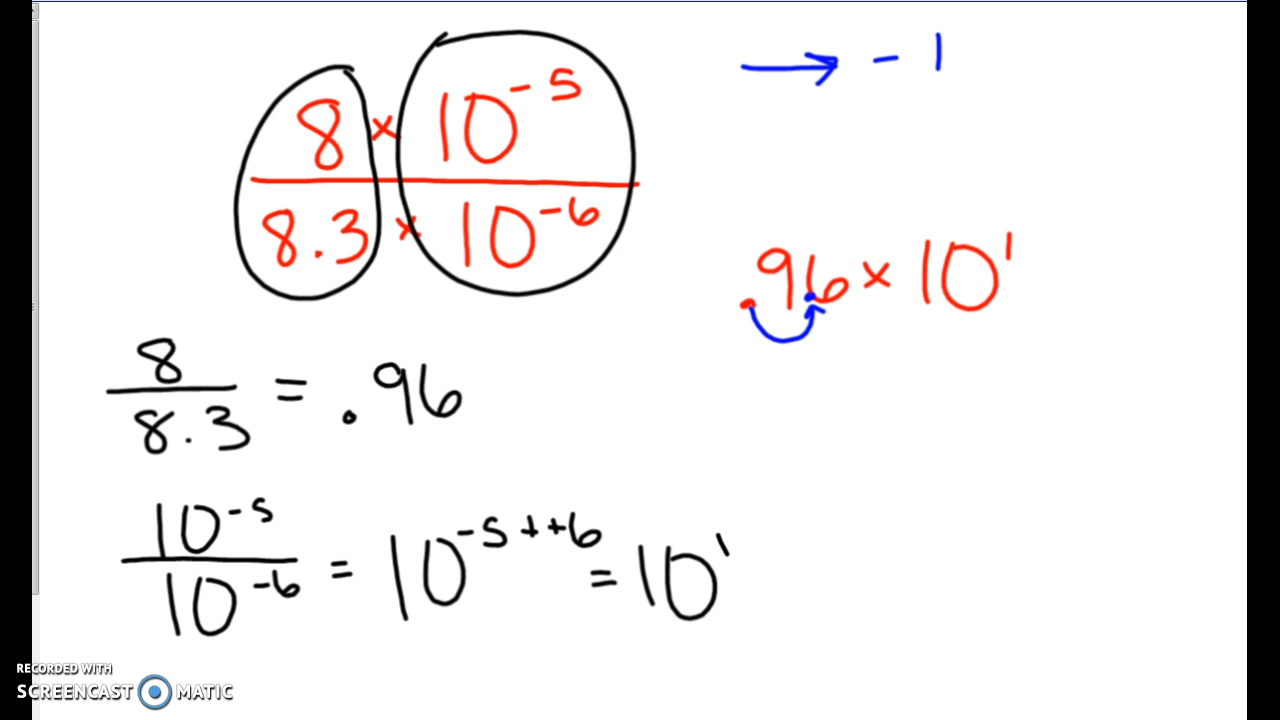 8 × 10^-5
8.3 × 10^-6
→ - 1
.96 × 10^1
8/8.3 = .96
10^-5/10^-6 = 10^-5 + +6 = 10^1
RECORDED WITH
SCREENCAST MATIC